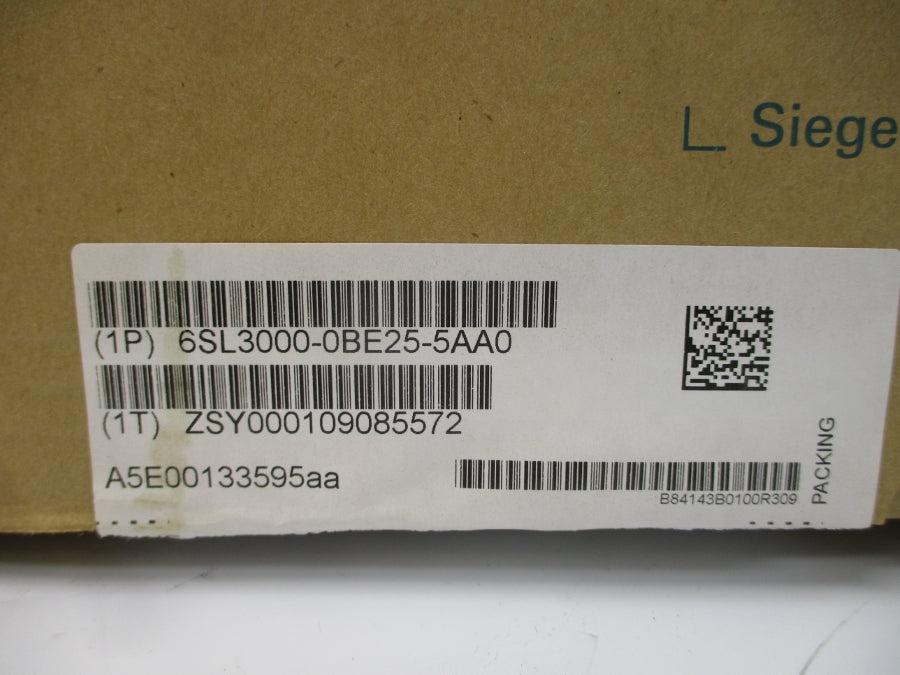 L Siege
(1P) 6SL3000-0BE25-5AA0
(1T) ZSY000109085572
A5E00133595aa
B84143B0100R309
PACKING